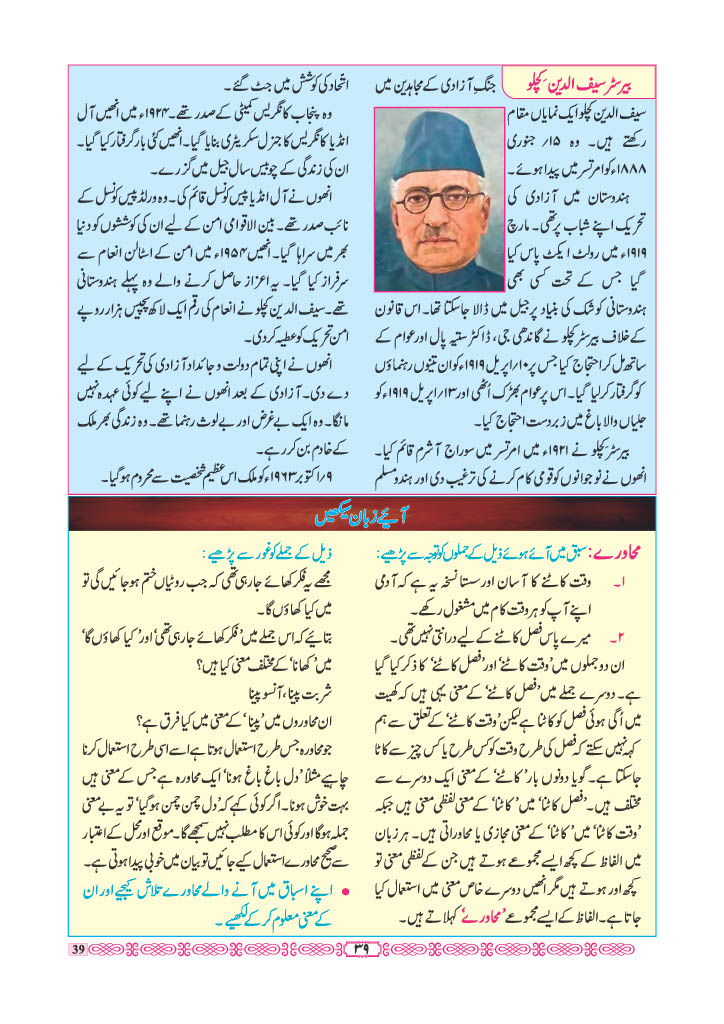 بیرسٹر سیف الدین کِچلو
جنگِ آزادی کے مجاہدین میں
سیف الدین کچلو ایک نمایاں مقام
رکھتے ہیں۔ وہ ۱۵؍ جنوری
۱۸۸۸ء کو امرتسر میں پیدا ہوئے۔
ہندوستان میں آزادی کی
تحریک اپنے شباب پر تھی۔ مارچ
۱۹۱۹ء میں رولٹ ایکٹ پاس کیا
گیا جس کے تحت کسی بھی
ہندوستانی کو شک کی بنیاد پر جیل میں ڈالا جاسکتا تھا۔ اس قانون
کے خلاف بیرسٹر کچلو نے گاندھی جی، ڈاکٹر ستیہ پال اور عوام کے
ساتھ مل کر احتجاج کیا جس پر ۱۰؍اپریل ۱۹۱۹ء کو ان تینوں رہنماؤں
کو گرفتار کرلیا گیا۔ اس پر عوام بھڑک اُٹھی اور ۱۳؍اپریل ۱۹۱۹ء کو
جلیاں والا باغ میں زبردست احتجاج کیا۔
بیرسٹر کچلو نے ۱۹۲۱ء میں امرتسر میں سوراج آشرم قائم کیا۔
انھوں نے نوجوانوں کو قومی کام کرنے کی ترغیب دی اور ہندو مسلم
اتحاد کی کوشش میں جٹ گئے۔
وہ پنجاب کانگریس کمیٹی کے صدر تھے۔ ۱۹۲۴ء میں انھیں آل
انڈیا کانگریس کا جنرل سکریٹری بنایا گیا۔ انھیں کئی بار گرفتار کیا گیا۔
ان کی زندگی کے چوبیس سال جیل میں گزرے۔
انھوں نے آل انڈیا پیس کونسل قائم کی۔ وہ ورلڈ پیس کونسل کے
نائب صدر تھے۔ بین الاقوامی امن کے لیے ان کی کوششوں کو دنیا
بھر میں سراہا گیا۔ انھیں ۱۹۵۴ء میں امن کے اسٹالن انعام سے
سرفراز کیا گیا۔ یہ اعزاز حاصل کرنے والے وہ پہلے ہندوستانی
تھے۔ سیف الدین کچلو نے انعام کی رقم ایک لاکھ پچیس ہزار روپے
امن تحریک کو عطیہ کردی۔
انھوں نے اپنی تمام دولت و جائداد آزادی کی تحریک کے لیے
دے دی۔ آزادی کے بعد انھوں نے اپنے لیے کوئی عہدہ نہیں
مانگا۔ وہ ایک بے غرض اور بے لوث رہنما تھے۔ وہ زندگی بھر ملک
کے خادم بن کر رہے۔
۹؍اکتوبر ۱۹۶۳ء کو ملک اس عظیم شخصیت سے محروم ہوگیا۔
آئیے زبان سیکھیں
محاورے: سبق میں آئے ہوئے ذیل کے جملوں کو توجہ سے پڑھیے:
۱۔ وقت کاٹنے کا آسان اور سستا نسخہ یہ ہے کہ آدمی
اپنے آپ کو ہر وقت کام میں مشغول رکھے۔
۲۔ میرے پاس فصل کاٹنے کے لیے درانتی نہیں تھی۔
ان دو جملوں میں ’وقت کاٹنے‘ اور ’فصل کاٹنے‘ کا ذکر کیا گیا
ہے۔ دوسرے جملے میں ’فصل کاٹنے‘ کے معنی یہی ہیں کہ کھیت
میں اُگی ہوئی فصل کو کاٹنا ہے لیکن ’وقت کاٹنے‘ کے تعلق سے ہم
کہہ نہیں سکتے کہ فصل کی طرح وقت کو کس طرح یا کس چیز سے کاٹا
جاسکتا ہے۔ گویا دونوں بار ’کاٹنے‘ کے معنی ایک دوسرے سے
مختلف ہیں۔ ’فصل کاٹنا‘ میں ’کاٹنا‘ کے معنی لفظی معنی ہیں جبکہ
’وقت کاٹنا‘ میں ’کاٹنا‘ کے معنی مجازی یا محاوراتی ہیں۔ ہر زبان
میں الفاظ کے کچھ ایسے مجموعے ہوتے ہیں جن کے لفظی معنی تو
کچھ اور ہوتے ہیں مگر انھیں دوسرے خاص معنی میں استعمال کیا
جاتا ہے۔ الفاظ کے ایسے مجموعے ’محاورے‘ کہلاتے ہیں۔
ذیل کے جملے کو غور سے پڑھیے:
مجھے یہ فکر کھائے جارہی تھی کہ جب روٹیاں ختم ہوجائیں گی تو
میں کیا کھاؤں گا۔
بتائیے کہ اس جملے میں ’فکر کھائے جارہی تھی‘ اور ’کیا کھاؤں گا‘
میں ’کھانا‘ کے مختلف معنی کیا ہیں؟
شربت پینا، آنسو پینا
ان محاوروں میں ’پینا‘ کے معنی میں کیا فرق ہے؟
جو محاورہ جس طرح استعمال ہوتا ہے اسے اسی طرح استعمال کرنا
چاہیے مثلاً ’دل باغ باغ ہونا‘ ایک محاورہ ہے جس کے معنی ہیں
بہت خوش ہونا۔ اگر کوئی کہے کہ ’دل چمن چمن ہوگیا‘ تو یہ بے معنی
جملہ ہوگا اور کوئی اس کا مطلب نہیں سمجھے گا۔ موقع اور محل کے اعتبار
سے صحیح محاورے استعمال کیے جائیں تو بیان میں خوبی پیدا ہوتی ہے۔
● اپنے اسباق میں آنے والے محاورے تلاش کیجیے اور ان
کے معنی معلوم کرکے لکھیے۔
۳۹
39